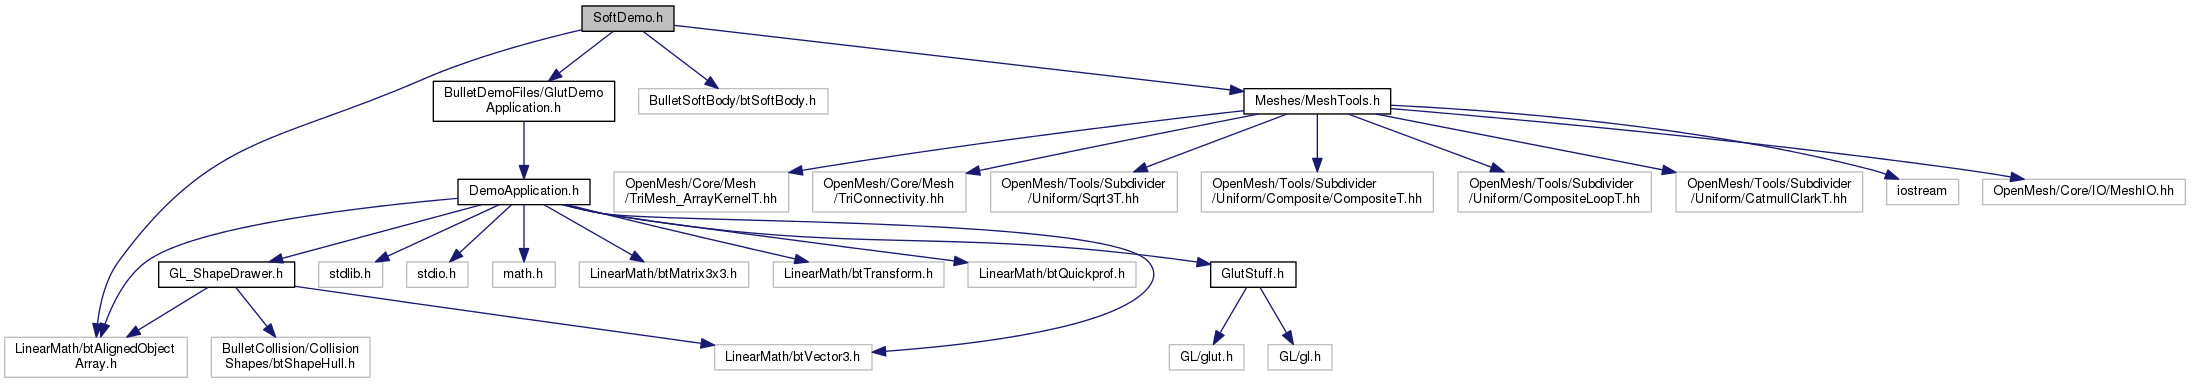 SoftDemo.h
BulletDemoFiles/GlutDemo
Application.h
BulletSoftBody/btSoftBody.h
Meshes/MeshTools.h
DemoApplication.h
OpenMesh/Core/Mesh
/TriMesh_ArrayKernelT.hh
OpenMesh/Core/Mesh
/TriConnectivity.hh
OpenMesh/Tools/Subdivider
/Uniform/Sqrt3T.hh
OpenMesh/Tools/Subdivider
/Uniform/Composite/CompositeT.hh
OpenMesh/Tools/Subdivider
/Uniform/CompositeLoopT.hh
OpenMesh/Tools/Subdivider
/Uniform/CatmullClarkT.hh
iostream
OpenMesh/Core/IO/MeshIO.hh
GL_ShapeDrawer.h
stdlib.h
stdio.h
math.h
LinearMath/btMatrix3x3.h
LinearMath/btTransform.h
LinearMath/btQuickprof.h
GlutStuff.h
LinearMath/btAlignedObject
Array.h
BulletCollision/Collision
Shapes/btShapeHull.h
LinearMath/btVector3.h
GL/glut.h
GL/gl.h